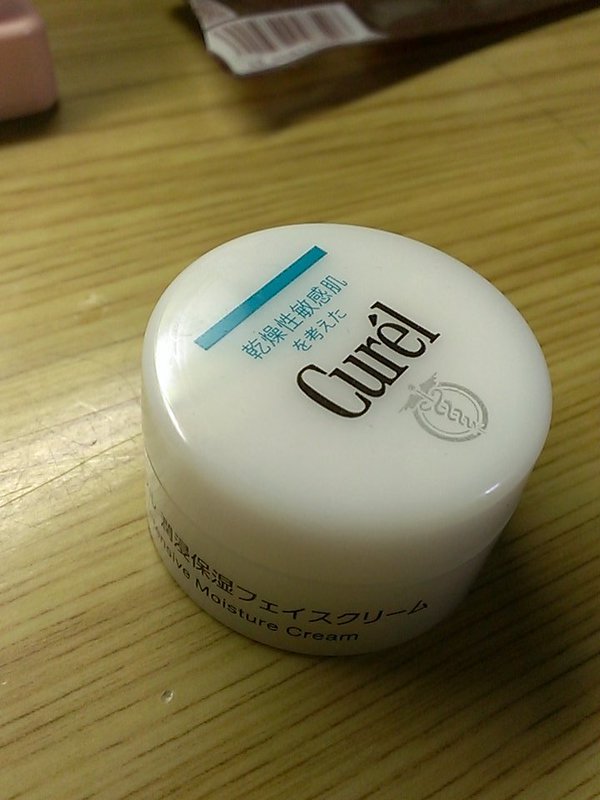 乾燥性敏感肌
を考えた
Curél
潤浸保湿フェイスクリーム
Moisture Cream